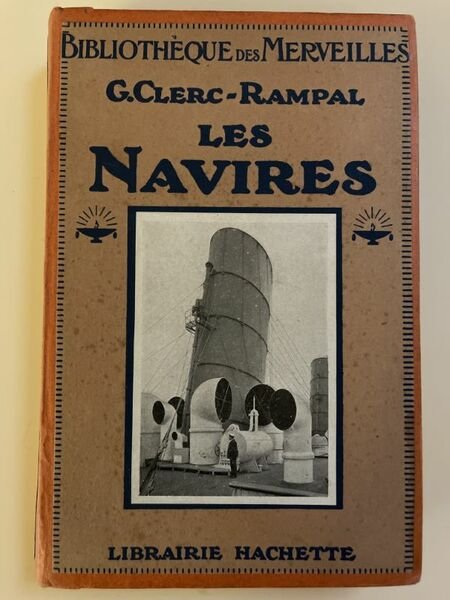 BIBLIOTHÈQUE DES MERVEILLES
G. CLERC-RAMPAL
LES
NAVIRES
LIBRAIRIE HACHETTE